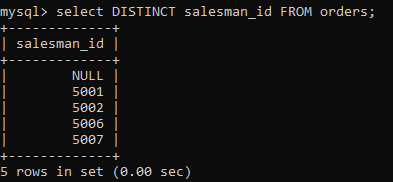 mysql> select DISTINCT salesman_id FROM orders;
+-------------+
| salesman_id |
+-------------+
|        NULL |
|        5001 |
|        5002 |
|        5006 |
|        5007 |
+-------------+
5 rows in set (0.00 sec)